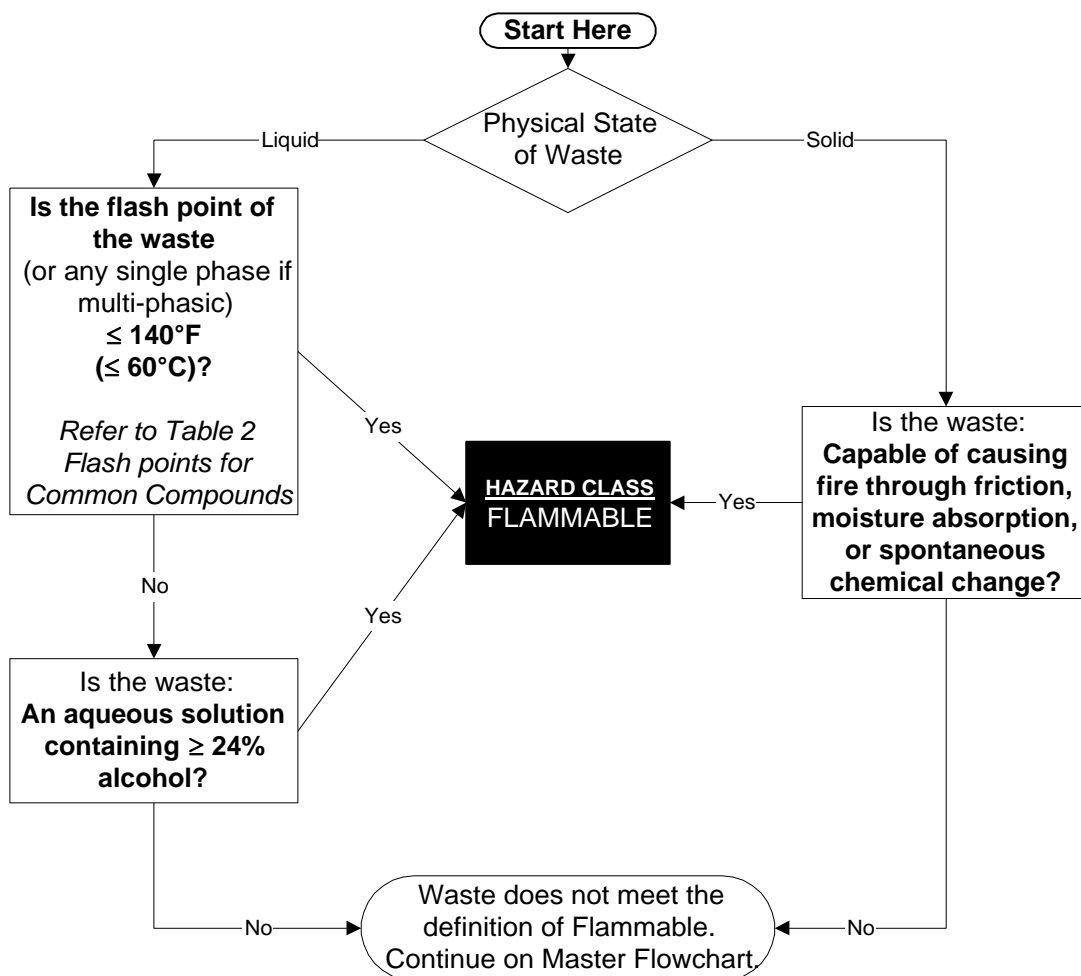 Start Here
Physical State
of Waste
Liquid
Solid
Is the flash point of
the waste
(or any single phase if
multi-phasic)
≤ 140°F
(≤ 60°C)?
Refer to Table 2
Flash points for
Common Compounds
Yes
HAZARD CLASS
FLAMMABLE
Yes
Is the waste:
Capable of causing
fire through friction,
moisture absorption,
or spontaneous
chemical change?
No
Yes
Is the waste:
An aqueous solution
containing ≥ 24%
alcohol?
No
Waste does not meet the
definition of Flammable.
Continue on Master Flowchart.
No